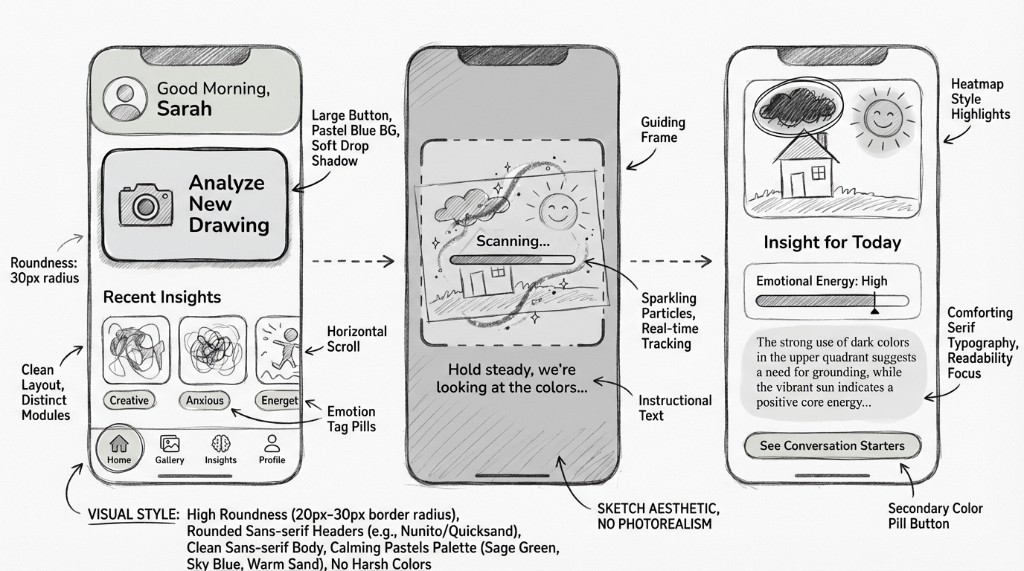 Good Morning,
Sarah
Analyze
New
Drawing
Recent Insights
Creative
Anxious
Energet
Home
Gallery
Insights
Profile
Large Button,
Pastel Blue BG,
Soft Drop
Shadow
Roundness:
30px radius
Clean
Layout,
Distinct
Modules
Horizontal
Scroll
Emotion
Tag Pills
Scanning...
Hold steady, we're
looking at the colors...
Guiding
Frame
Sparkling
Particles,
Real-time
Tracking
Instructional
Text
SKETCH AESTHETIC,
NO PHOTOREALISM
Insight for Today
Emotional Energy: High
The strong use of dark colors
in the upper quadrant suggests
a need for grounding, while
the vibrant sun indicates a
positive core energy...
See Conversation Starters
Heatmap
Style
Highlights
Comforting
Serif
Typography,
Readability
Focus
Secondary Color
Pill Button
VISUAL STYLE: High Roundness (20px–30px border radius),
Rounded Sans-serif Headers (e.g., Nunito/Quicksand),
Clean Sans-serif Body, Calming Pastels Palette (Sage Green,
Sky Blue, Warm Sand), No Harsh Colors